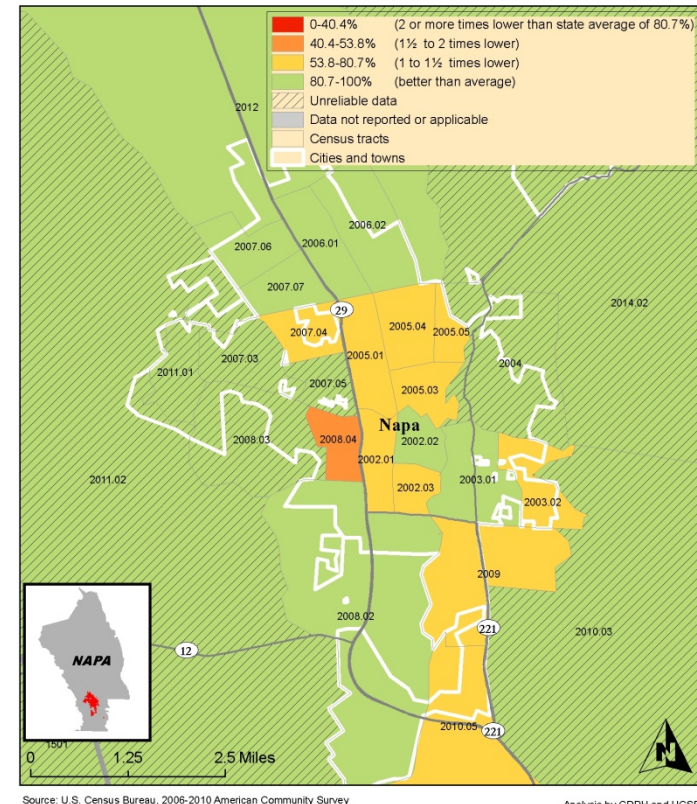 0-40.4% (2 or more times lower than state average of 80.7%)
40.4-53.8% (1½ to 2 times lower)
53.8-80.7% (1 to 1½ times lower)
80.7-100% (better than average)
Unreliable data
Data not reported or applicable
Census tracts
Cities and towns
2012
2006.02
2007.06
2006.01
2007.07
2014.02
29
2007.04
2005.04
2005.05
2004
2005.01
2011.01
2007.03
2007.05
2005.03
Napa
2008.03
2008.04
2002.02
2002.01
2011.02
2003.01
2002.03
2003.02
2009
2008.02
221
2010.03
NAPA
12
2010.05
221
1501
0 1.25 2.5 Miles
N
Source: U.S. Census Bureau, 2006-2010 American Community Survey
Analysis by CDPH and UCSF